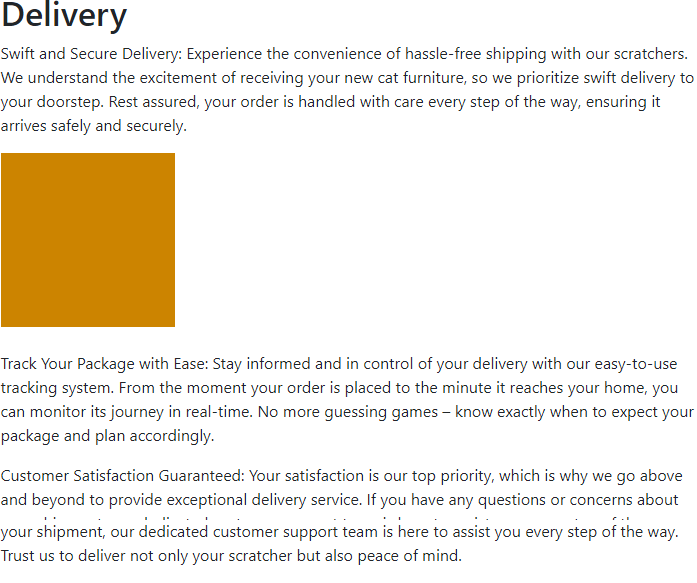 Delivery
Swift and Secure Delivery: Experience the convenience of hassle-free shipping with our scratchers.
We understand the excitement of receiving your new cat furniture, so we prioritize swift delivery to
your doorstep. Rest assured, your order is handled with care every step of the way, ensuring it
arrives safely and securely.
Track Your Package with Ease: Stay informed and in control of your delivery with our easy-to-use
tracking system. From the moment your order is placed to the minute it reaches your home, you
can monitor its journey in real-time. No more guessing games – know exactly when to expect your
package and plan accordingly.
Customer Satisfaction Guaranteed: Your satisfaction is our top priority, which is why we go above
and beyond to provide exceptional delivery service. If you have any questions or concerns about
your shipment, our dedicated customer support team is here to assist you every step of the way.
Trust us to deliver not only your scratcher but also peace of mind.